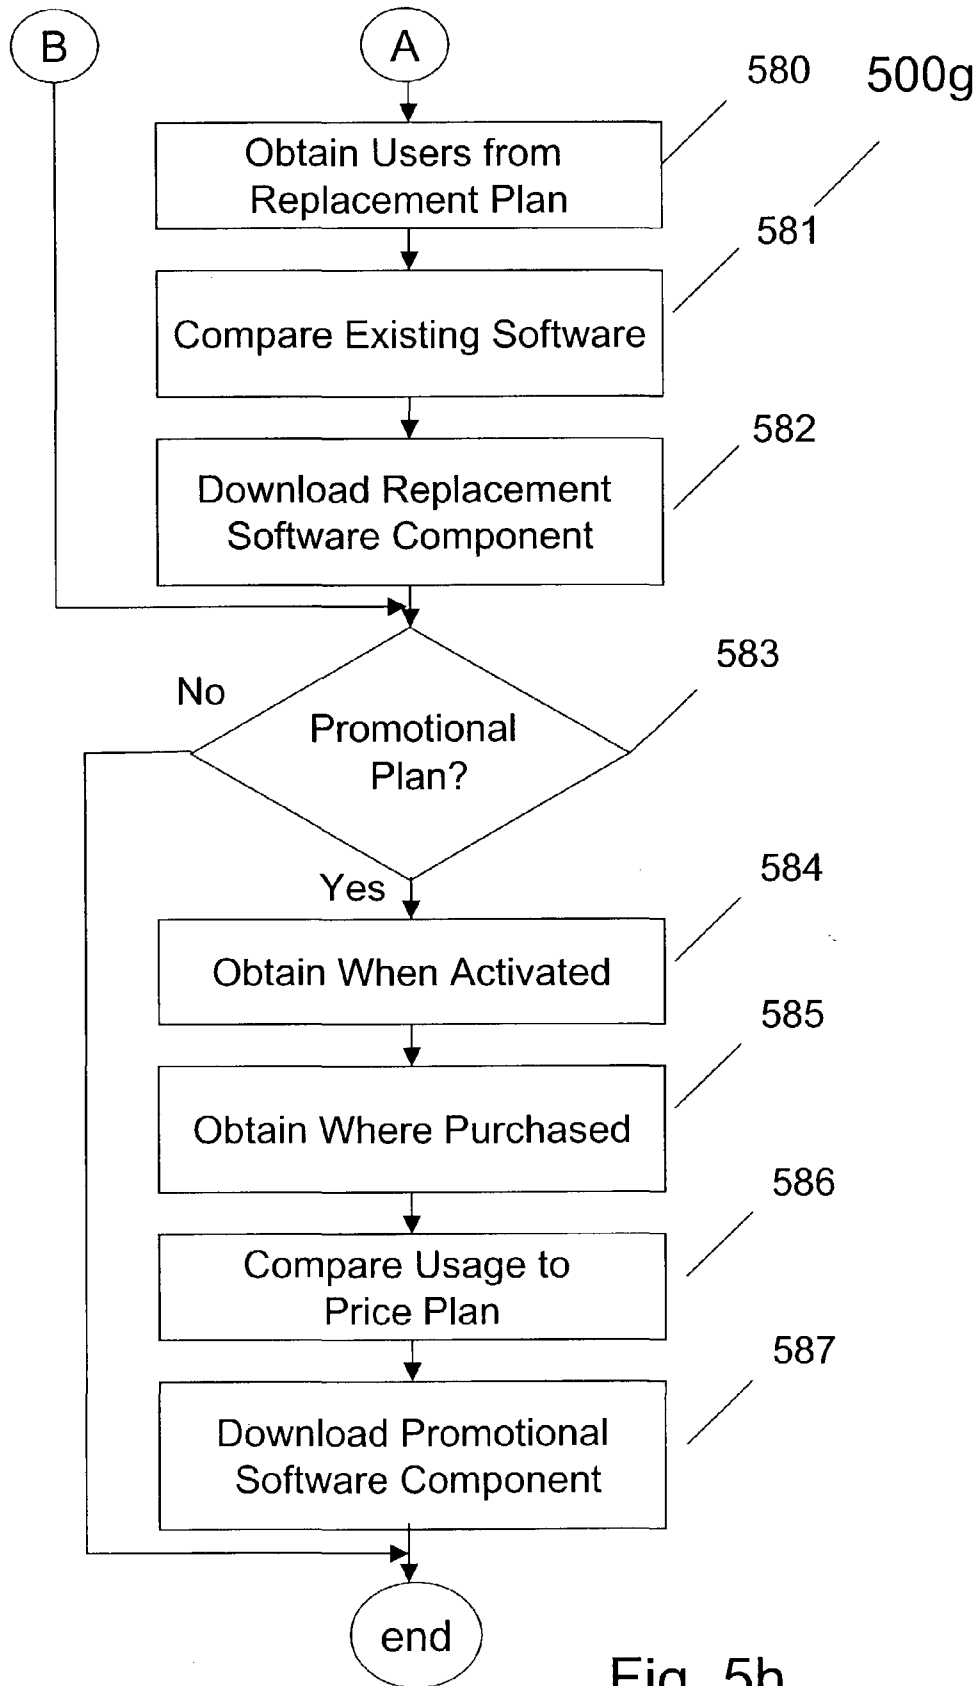 B
A
580
500g
Obtain Users from
Replacement Plan
581
Compare Existing Software
582
Download Replacement
Software Component
583
No
Promotional
Plan?
Yes
584
Obtain When Activated
585
Obtain Where Purchased
586
Compare Usage to
Price Plan
587
Download Promotional
Software Component
end
Fig. 5h